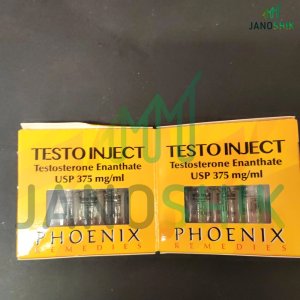 JANOSHIK
TESTO INJECT
Testosterone Enanthate
USP 375 mg/ml
PHOENIX
REMEDIES
TESTO INJECT
Testosterone Enanthate
USP 375 mg/ml
PHOENIX
REMEDIES
JANOSHIK